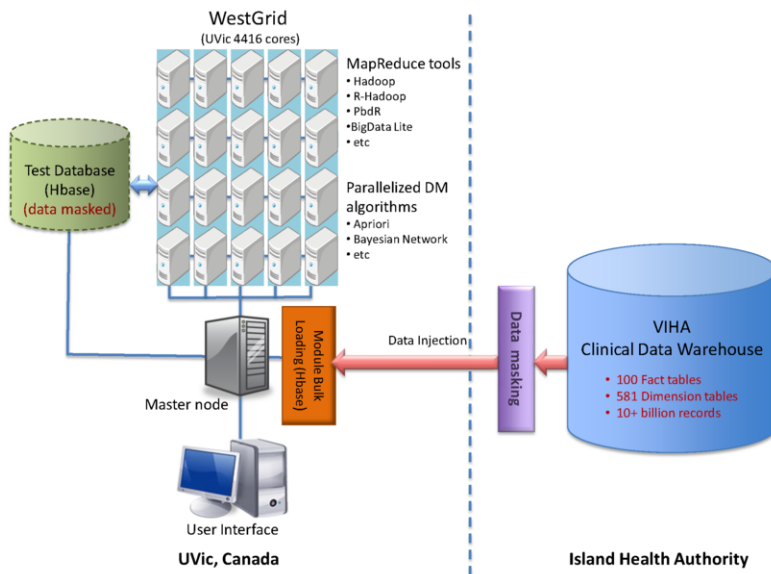 WestGrid
(UVic 4416 cores)
MapReduce tools
• Hadoop
• R-Hadoop
• PbdR
•BigData Lite
• etc
Test Database
(Hbase)
(data masked)
Parallelized DM
algorithms
• Apriori
• Bayesian Network
• etc
Module Bulk
Loading (Hbase)
Data Injection
Data masking
VIHA
Clinical Data Warehouse
• 100 Fact tables
• 581 Dimension tables
• 10+ billion records
Master node
User Interface
UVic, Canada
Island Health Authority